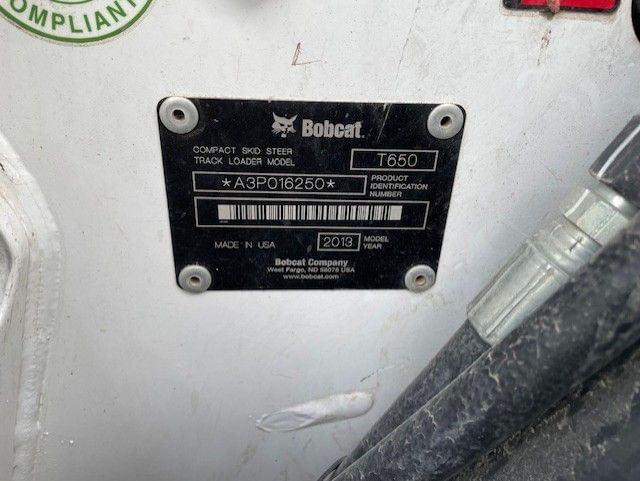 COMPLIANT
Bobcat
COMPACT SKID STEER
TRACK LOADER MODEL
T650
*A3P016250*
PRODUCT
IDENTIFICATION
NUMBER
MADE IN USA
2013
MODEL
YEAR
Bobcat Company
West Fargo, ND 58078 USA
www.bobcat.com